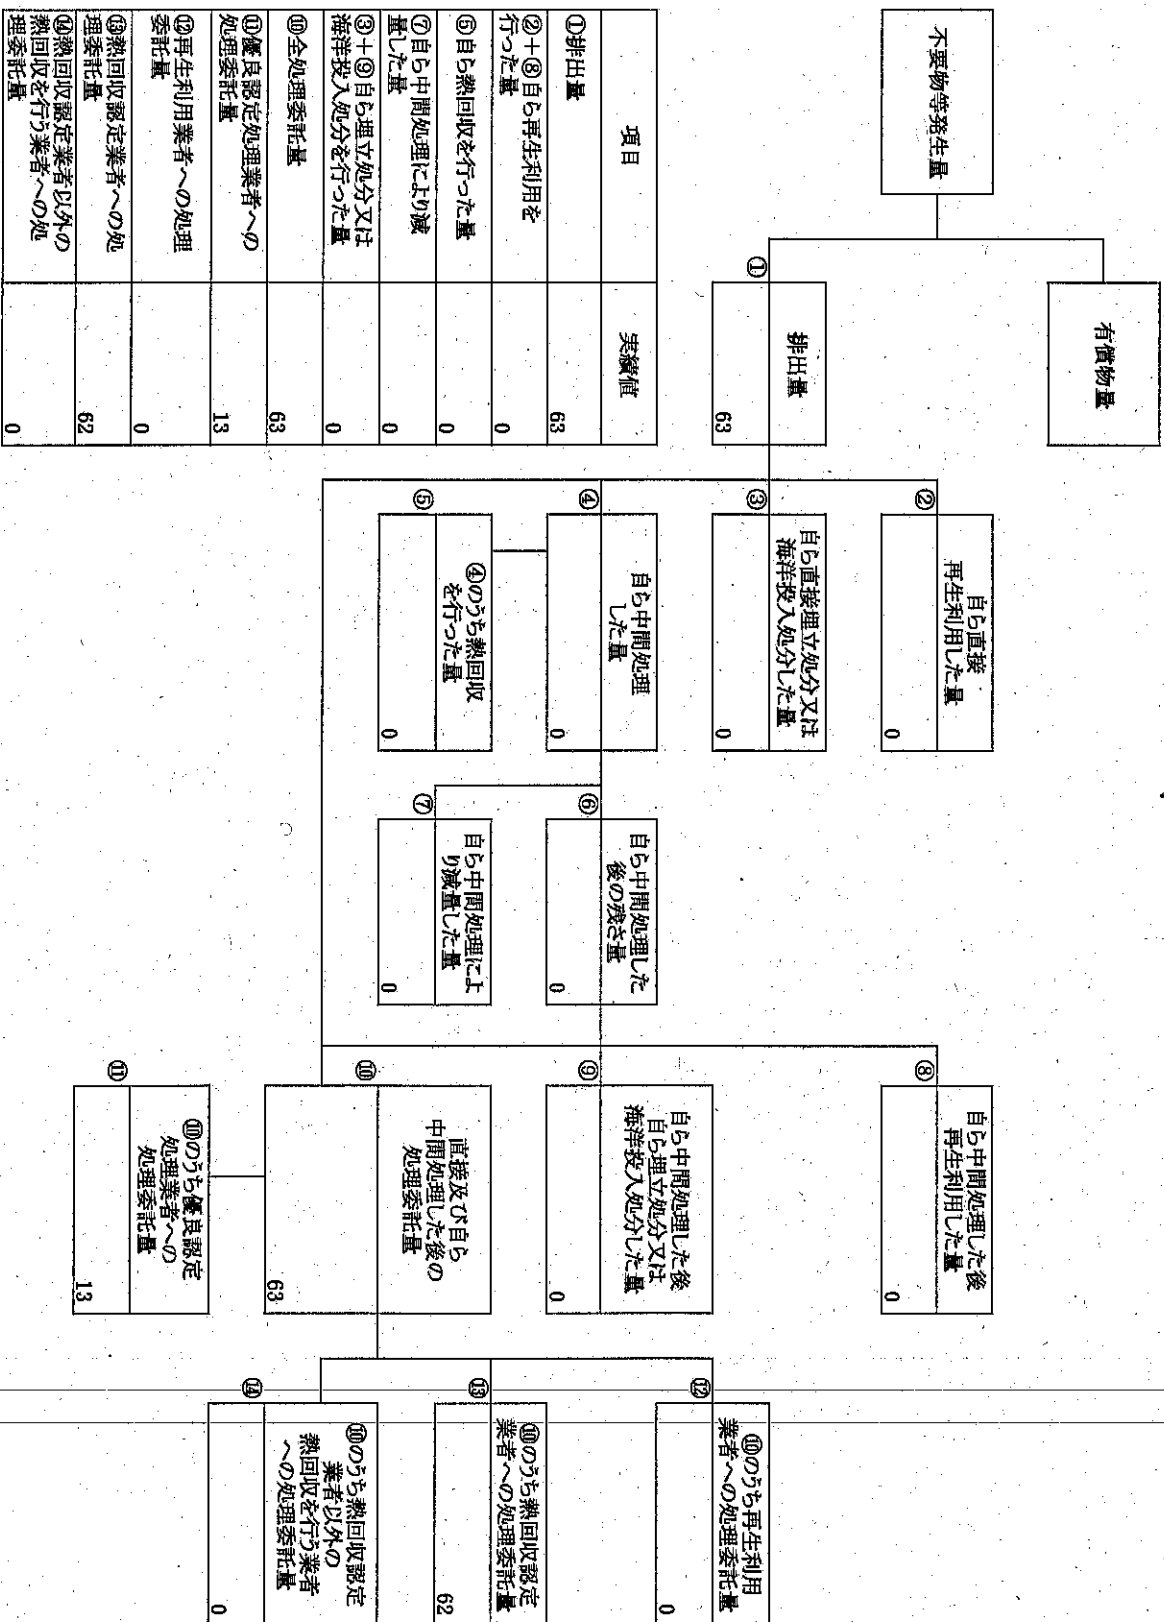 有償物量
不要物等発生量
①
排出量
63
②
自ら直接
再生利用した量
0
③
自ら直接埋立処分又は
海洋投入処分した量
0
④
自ら中間処理
した量
0
⑤
④のうち熱回収
を行った量
0
⑥
自ら中間処理した
後の残さ量
0
⑦
自ら中間処理によ
り減量した量
0
⑧
自ら中間処理した後
再生利用した量
0
⑨
自ら中間処理した後
自ら埋立処分又は
海洋投入処分した量
0
⑩
直接及び自ら
中間処理した後の
処理委託量
63
⑪
⑩のうち優良認定
処理業者への
処理委託量
13
⑫
⑩のうち再生利用
業者への処理委託量
0
⑬
⑩のうち熱回収認定
業者への処理委託量
62
⑭
⑩のうち熱回収認定
業者以外の
熱回収を行う業者
への処理委託量
0
項目
実績値
①排出量
63
②+⑧自ら再生利用を
行った量
0
⑤自ら熱回収を行った量
0
⑦自ら中間処理により減
量した量
0
③+⑨自ら埋立処分又は
海洋投入処分を行った量
0
⑩全処理委託量
63
⑪優良認定処理業者への
処理委託量
13
⑫再生利用業者への処理
委託量
0
⑬熱回収認定業者への処
理委託量
62
⑭熱回収認定業者以外の
熱回収を行う業者への処
理委託量
0